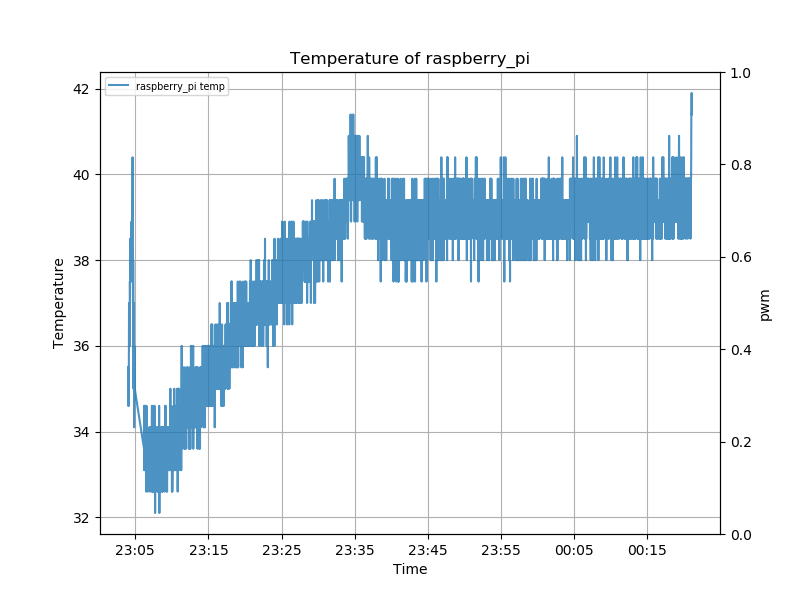 Temperature of raspberry_pi
raspberry_pi temp
42
40
38
36
34
32
Temperature
1.0
0.8
0.6
0.4
0.2
0.0
pwm
23:05 23:15 23:25 23:35 23:45 23:55 00:05 00:15
Time